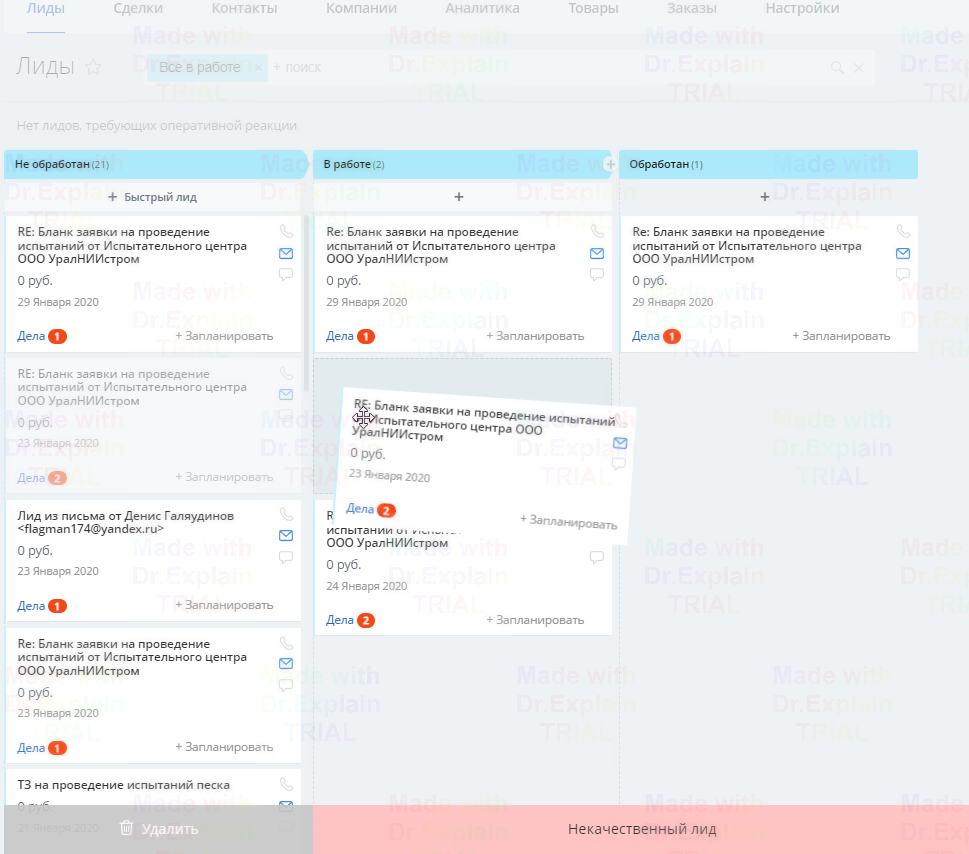 Лиды Сделки Контакты Компании Аналитика Товары Заказы Настройки
Лиды Все в работе × + поиск
Нет лидов, требующих оперативной реакции
Не обработан (21)
+ Быстрый лид
RE: Бланк заявки на проведение
испытаний от Испытательного центра
ООО УралНИИстром
0 руб.
29 Января 2020
Дела 1 + Запланировать
RE: Бланк заявки на проведение
испытаний от Испытательного центра
ООО УралНИИстром
0 руб.
23 Января 2020
Дела 2 + Запланировать
Лид из письма от Денис Галяудинов
<flagman174@yandex.ru>
0 руб.
23 Января 2020
Дела 1 + Запланировать
Re: Бланк заявки на проведение
испытаний от Испытательного центра
ООО УралНИИстром
0 руб.
23 Января 2020
Дела 1 + Запланировать
ТЗ на проведение испытаний песка
0 руб.
21 Января 2020
В работе (2)
+
Re: Бланк заявки на проведение
испытаний от Испытательного центра
ООО УралНИИстром
0 руб.
29 Января 2020
Дела 1 + Запланировать
RE: Бланк заявки на проведение испытаний
Испытательного центра ООО
УралНИИстром
0 руб.
23 Января 2020
Дела 2 + Запланировать
испытаний от
ООО УралНИИстром
0 руб.
24 Января 2020
Дела 2 + Запланировать
Обработан (1)
+
Re: Бланк заявки на проведение
испытаний от Испытательного центра
ООО УралНИИстром
0 руб.
29 Января 2020
Дела 1 + Запланировать
Удалить
Некачественный лид
Made with
Dr.Explain
TRIAL